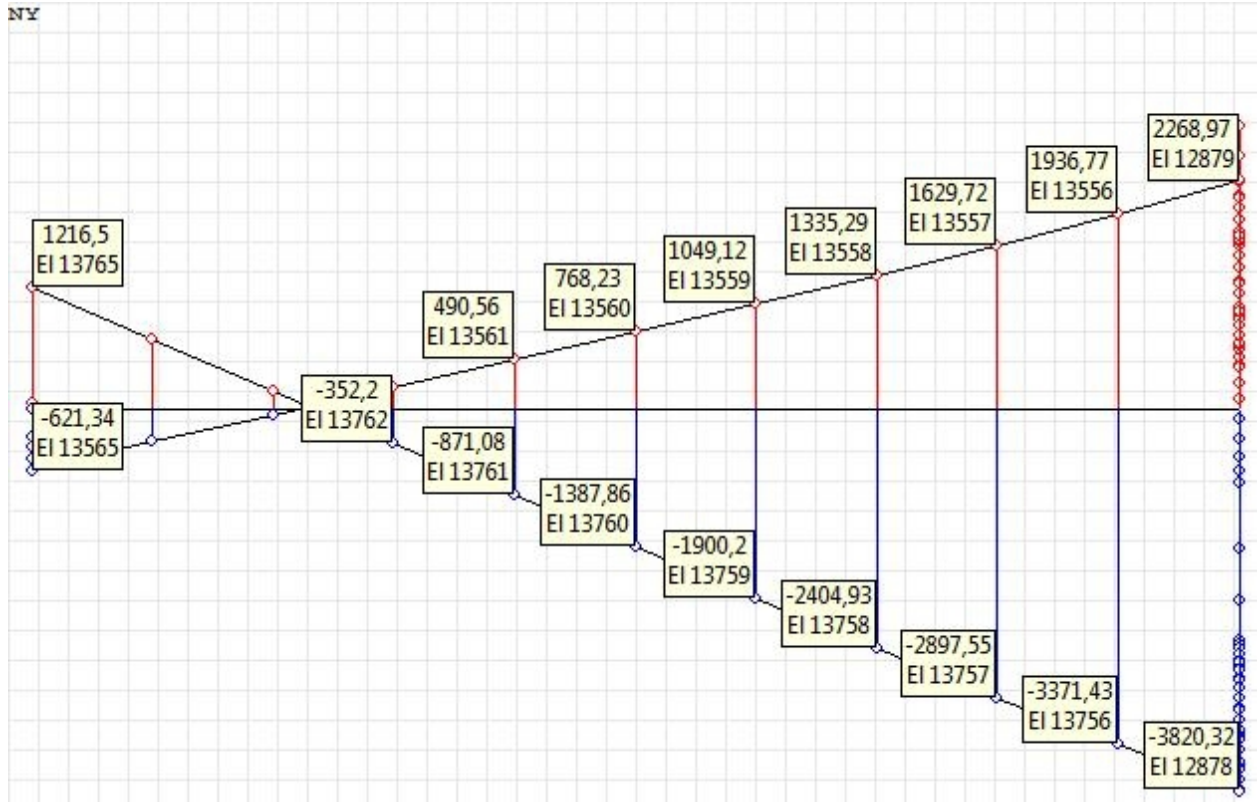 NY
2268,97
El 12879
1936,77
El 13556
1629,72
El 13557
1335,29
El 13558
1049,12
El 13559
768,23
El 13560
490,56
El 13561
1216,5
El 13765
-352,2
El 13762
-621,34
El 13565
-871,08
El 13761
-1387,86
El 13760
-1900,2
El 13759
-2404,93
El 13758
-2897,55
El 13757
-3371,43
El 13756
-3820,32
El 12878